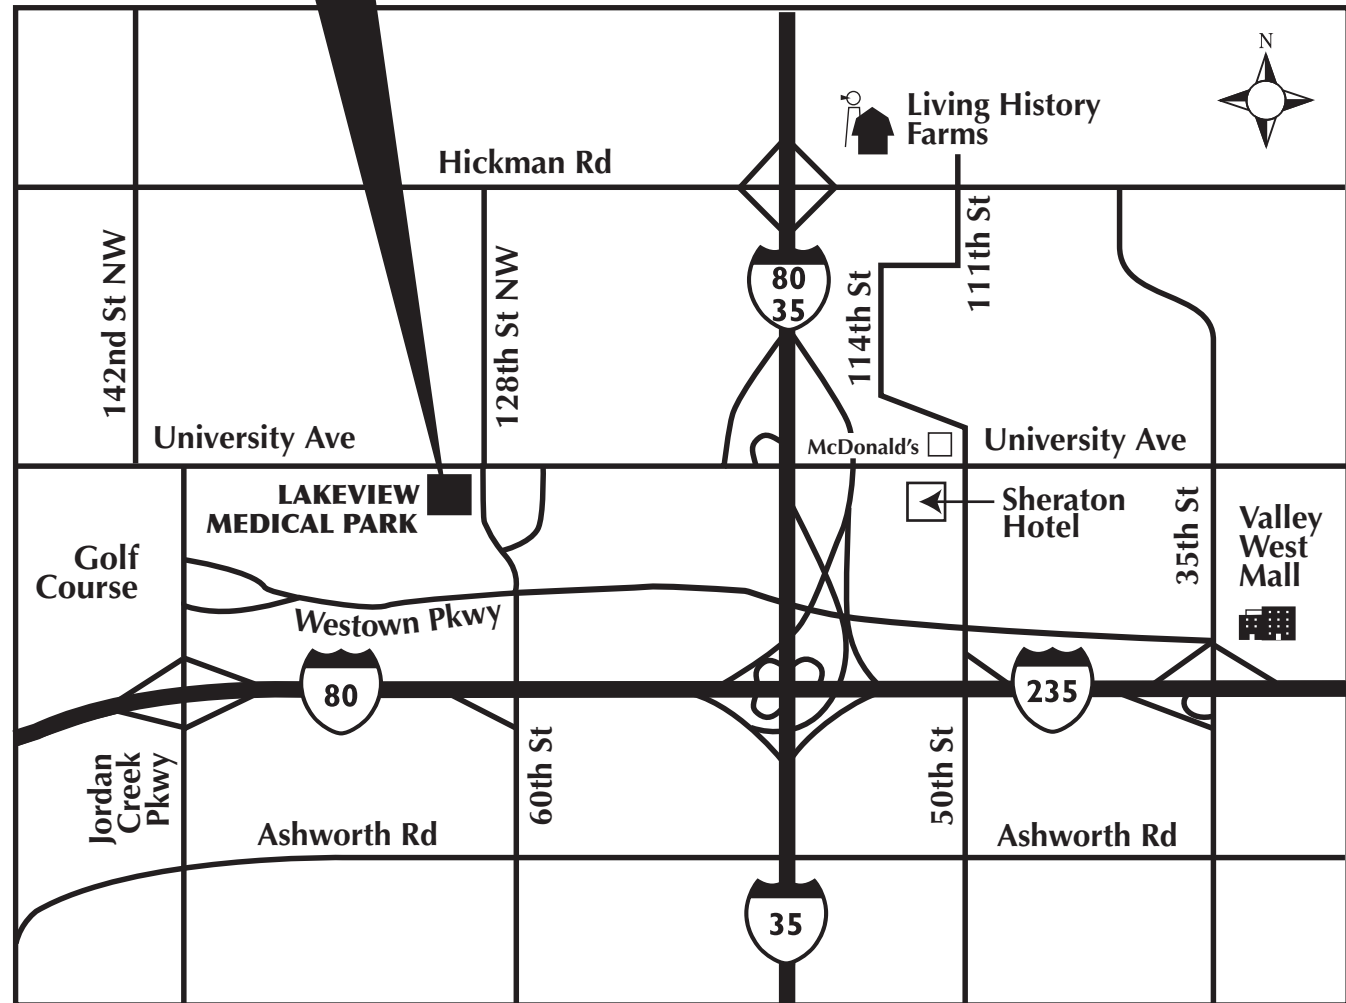 N
Living History
Farms
Hickman Rd
142nd St NW
128th St NW
80
35
114th St
111th St
University Ave
McDonald's
University Ave
LAKEVIEW
MEDICAL PARK
Sheraton
Hotel
35th St
Valley
West
Mall
Golf
Course
Westown Pkwy
80
235
Jordan
Creek
Pkwy
60th St
50th St
Ashworth Rd
Ashworth Rd
35